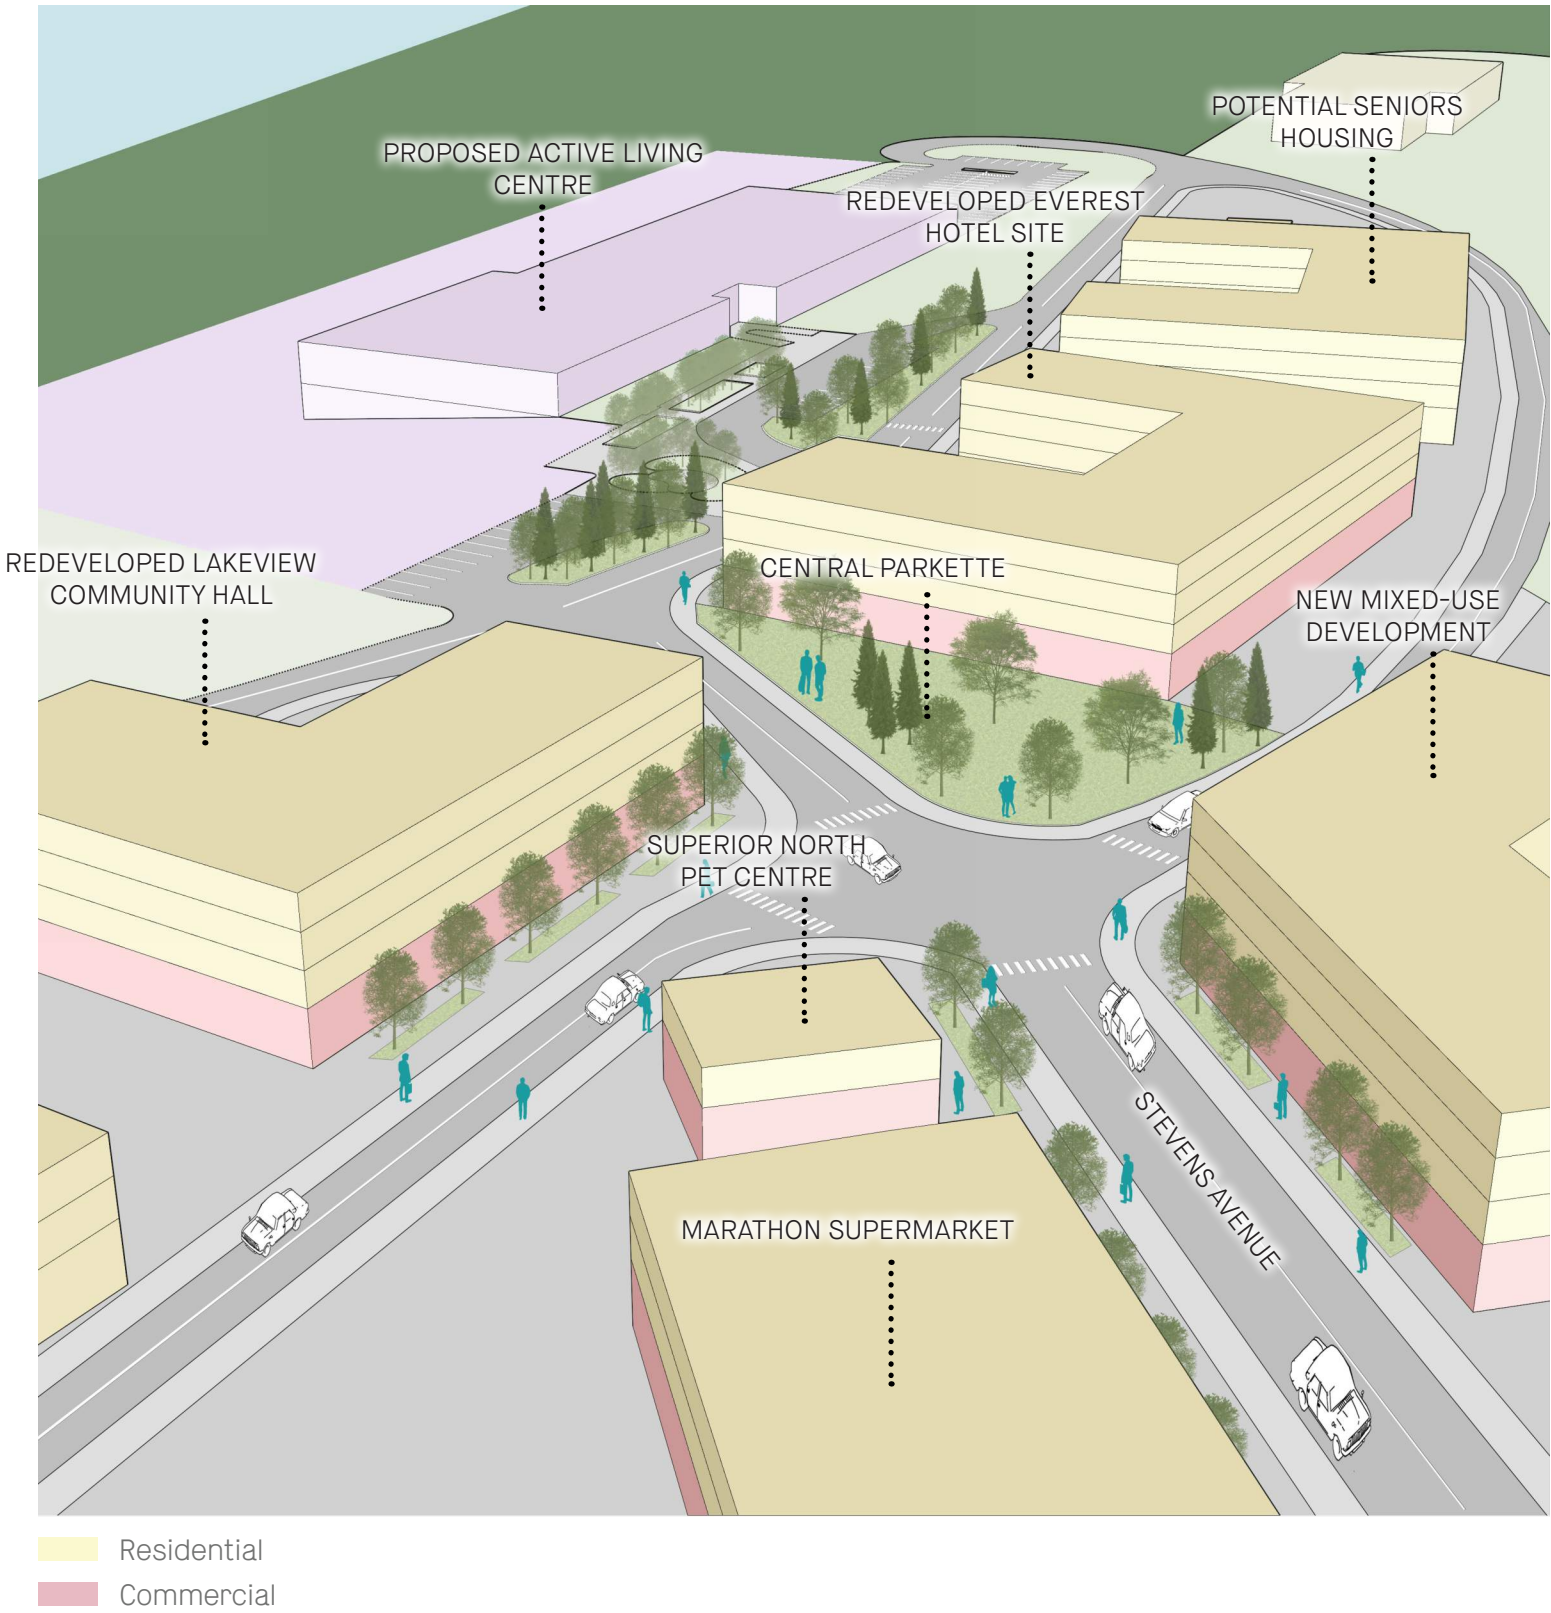 POTENTIAL SENIORS
HOUSING
PROPOSED ACTIVE LIVING
CENTRE
REDEVELOPED EVEREST
HOTEL SITE
REDEVELOPED LAKEVIEW
COMMUNITY HALL
CENTRAL PARKETTE
NEW MIXED-USE
DEVELOPMENT
SUPERIOR NORTH
PET CENTRE
STEVENS AVENUE
MARATHON SUPERMARKET
Residential
Commercial